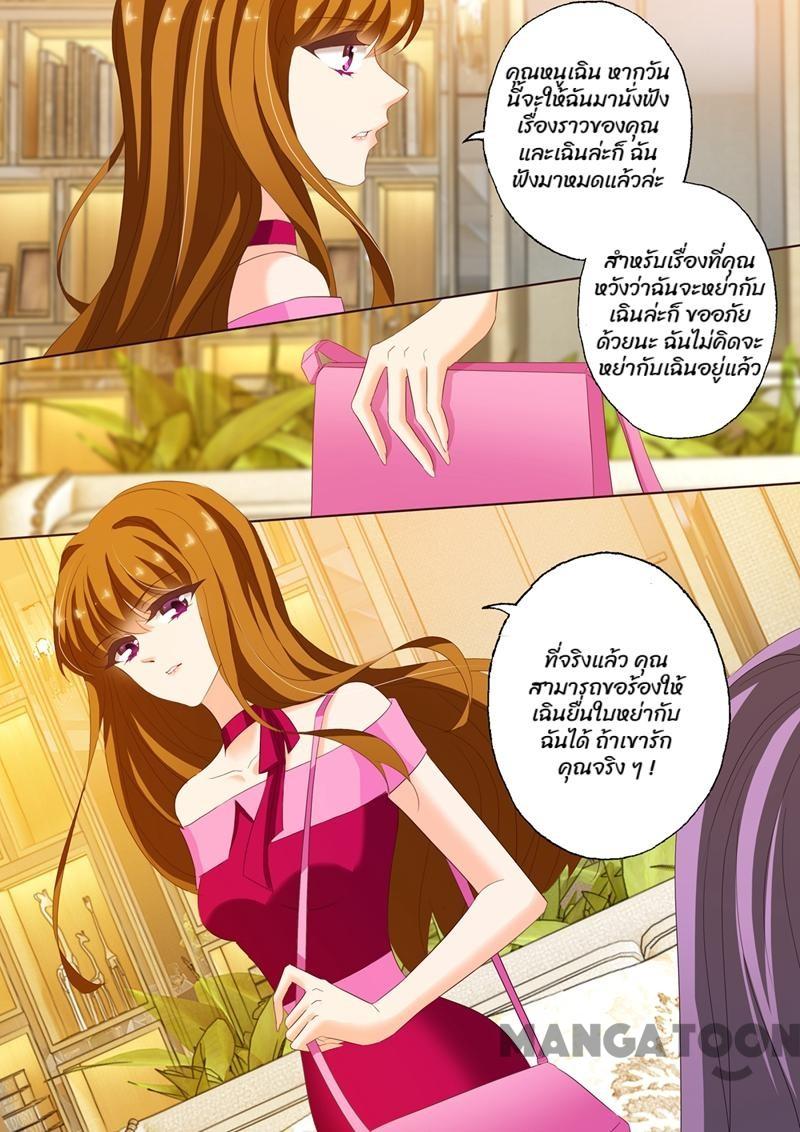 คุณหนูเฉิน หากวัน
นี้จะให้ฉันมานั่งฟัง
เรื่องราวของคุณ
และเฉินล่ะก็ ฉัน
ฟังมาหมดแล้วล่ะ
สำหรับเรื่องที่คุณ
หวังว่าฉันจะหย่ากับ
เฉินล่ะก็ ขออภัย
ด้วยนะ ฉันไม่คิดจะ
หย่ากับเฉินอยู่แล้ว
ที่จริงแล้ว คุณ
สามารถขอร้องให้
เฉินยื่นใบหย่ากับ
ฉันได้ ถ้าเขารัก
คุณจริง ๆ !
MANGATOON